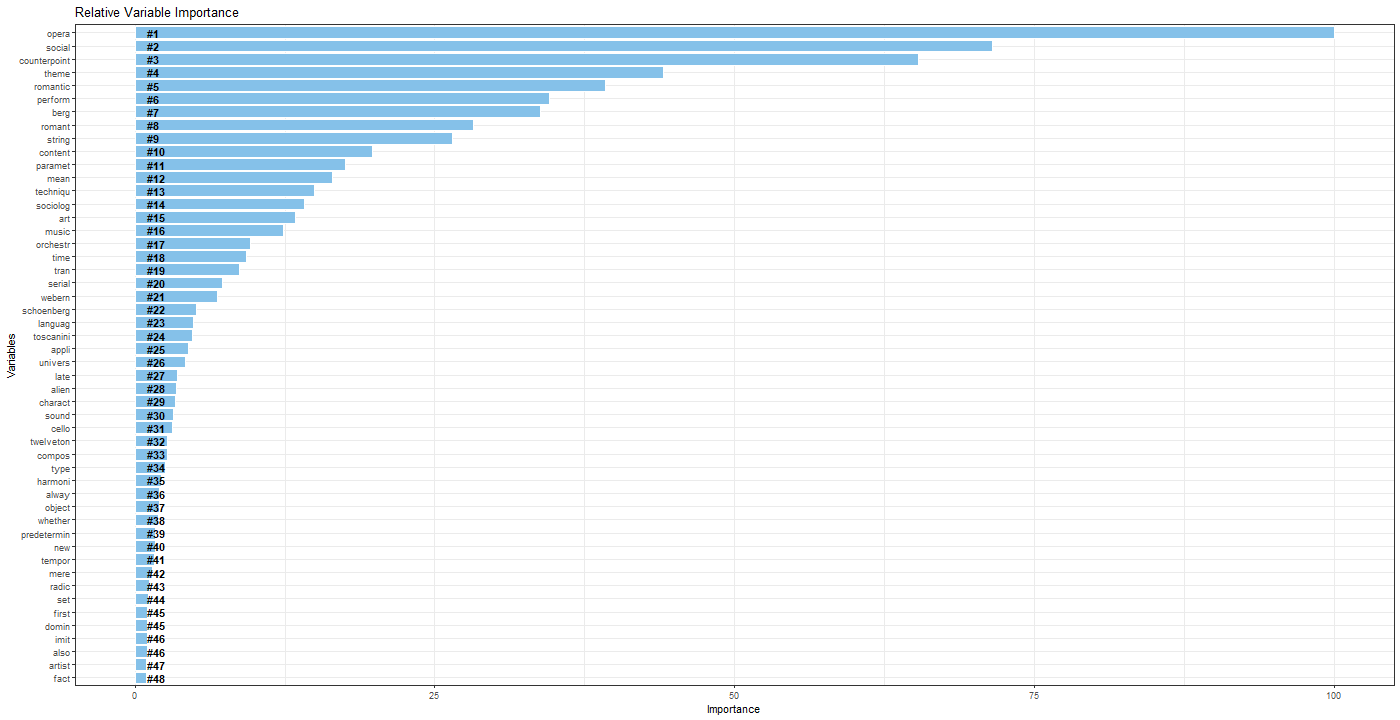 Relative Variable Importance
opera #1
social #2
counterpoint #3
theme #4
romantic #5
perform #6
berg #7
romant #8
string #9
content #10
paramet #11
mean #12
techniqu #13
sociolog #14
art #15
music #16
orchestr #17
time #18
tran #19
serial #20
webern #21
schoenberg #22
languag #23
toscanini #24
appli #25
univers #26
late #27
alien #28
charact #29
sound #30
cello #31
twelveton #32
compos #33
type #34
harmoni #35
alway #36
object #37
whether #38
predetermin #39
new #40
tempor #41
mere #42
radic #43
set #44
first #45
domin #45
imit #46
also #46
artist #47
fact #48
Variables
0 25 50 75 100
Importance